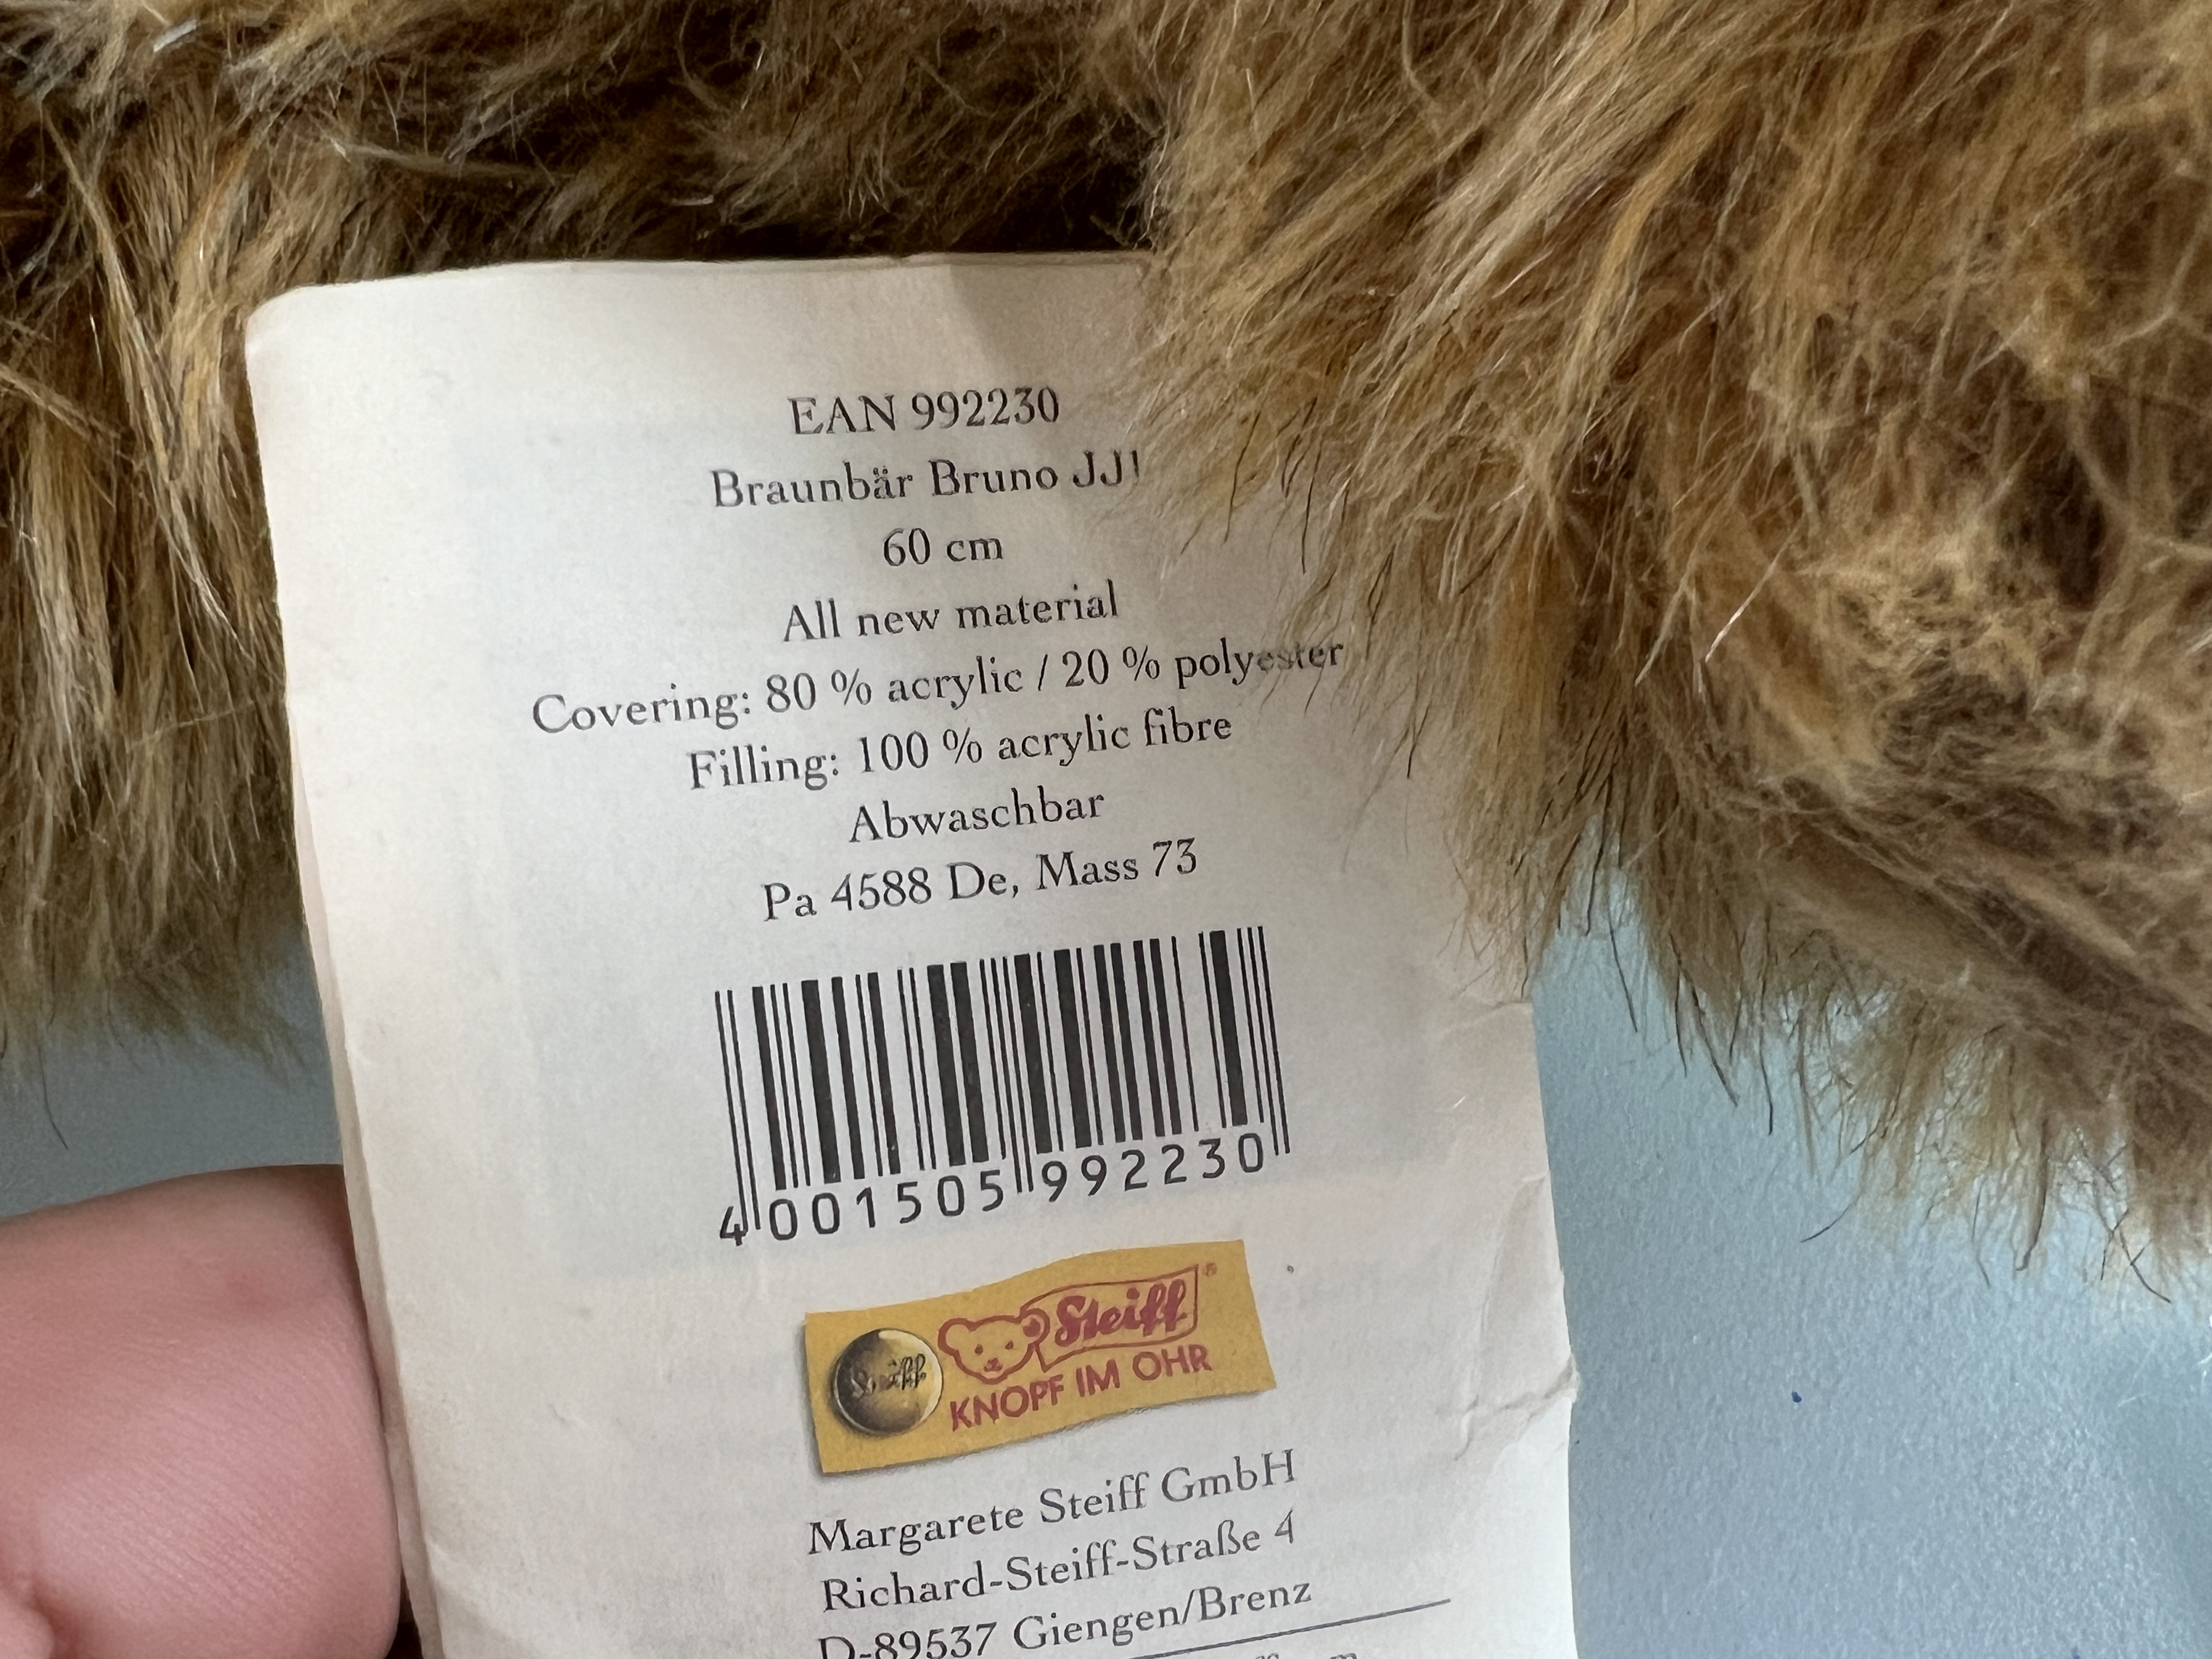 EAN 992230
Braunbär Bruno
60 cm
All new material
Covering: 80 % acrylic / 20 % polyester
Filling: 100 % acrylic fibre
Abwaschbar
Pa 4588 De, Mass 73
4 001505 992230
Steiff
Steiff ®
KNOPF IM OHR
Margarete Steiff GmbH
Richard-Steiff-Straße 4
D-89537 Giengen/Brenz